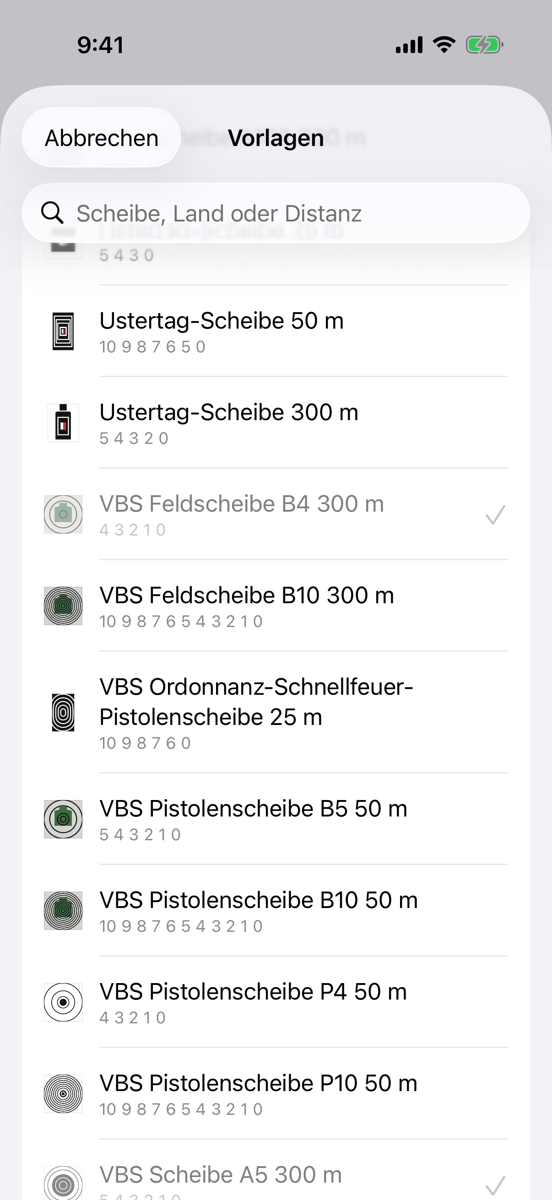 9:41
Abbrechen
Vorlagen
Scheibe, Land oder Distanz
5 4 3 0
Ustertag-Scheibe 50 m
10 9 8 7 6 5 0
Ustertag-Scheibe 300 m
5 4 3 2 0
VBS Feldscheibe B4 300 m
4 3 2 1 0
VBS Feldscheibe B10 300 m
10 9 8 7 6 5 4 3 2 1 0
VBS Ordonnanz-Schnellfeuer-
Pistolenscheibe 25 m
10 9 8 7 6 0
VBS Pistolenscheibe B5 50 m
5 4 3 2 1 0
VBS Pistolenscheibe B10 50 m
10 9 8 7 6 5 4 3 2 1 0
VBS Pistolenscheibe P4 50 m
4 3 2 1 0
VBS Pistolenscheibe P10 50 m
10 9 8 7 6 5 4 3 2 1 0
VBS Scheibe A5 300 m
5 4 3 2 1 0